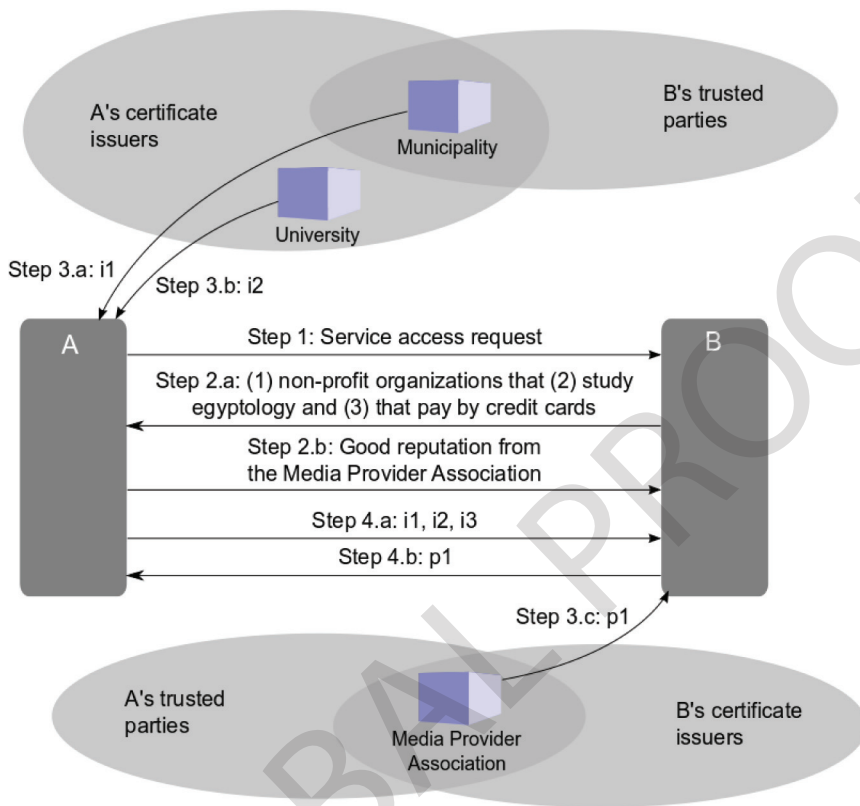 A's certificate
issuers
B's trusted
parties
Municipality
University
Step 3.a: i1
Step 3.b: i2
A
B
Step 1: Service access request
Step 2.a: (1) non-profit organizations that (2) study
egyptology and (3) that pay by credit cards
Step 2.b: Good reputation from
the Media Provider Association
Step 4.a: i1, i2, i3
Step 4.b: p1
Step 3.c: p1
A's trusted
parties
Media Provider
Association
B's certificate
issuers
BAL PROO